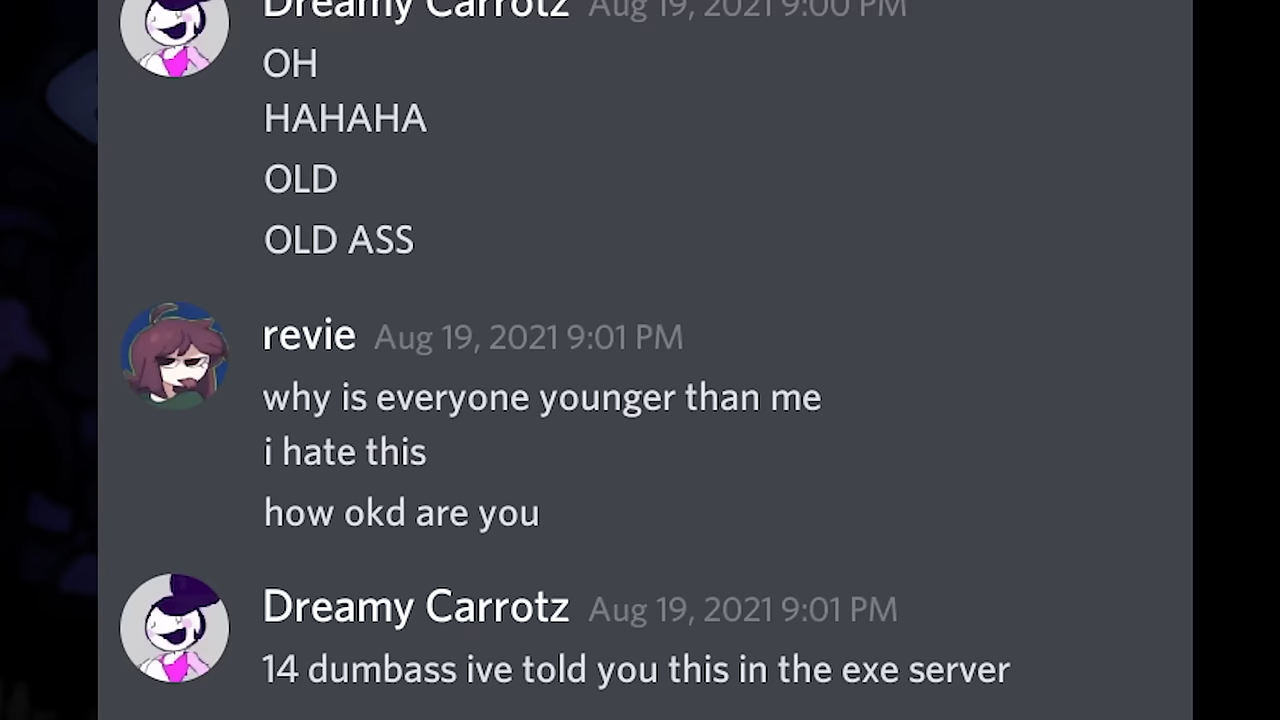 Dreamy Carrotz Aug 19, 2021 9:00 PM
OH
HAHAHA
OLD
OLD ASS
revie Aug 19, 2021 9:01 PM
why is everyone younger than me
i hate this
how okd are you
Dreamy Carrotz Aug 19, 2021 9:01 PM
14 dumbass ive told you this in the exe server